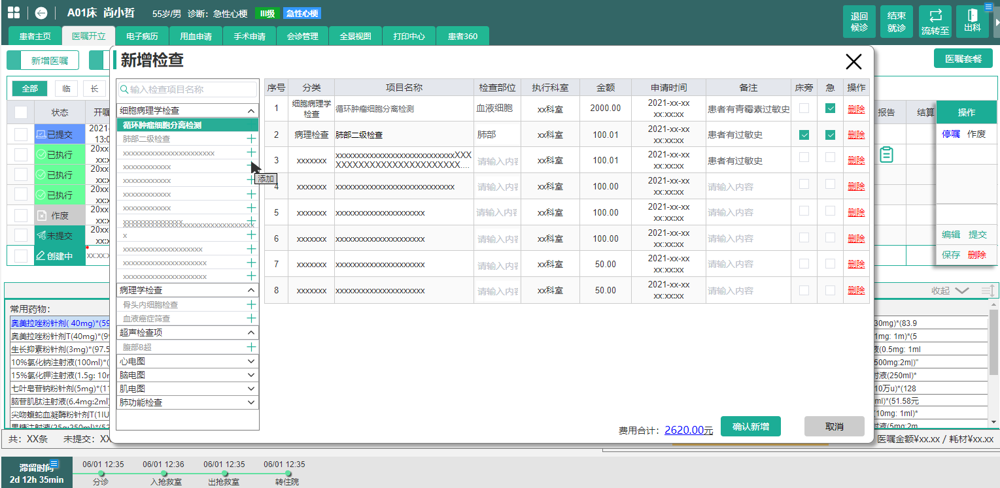 A01床 尚小哲 55岁/男 诊断：急性心梗 III级 急性心梗
退回候诊 结束就诊 流转至 出科
患者主页 医嘱开立 电子病历 用血申请 手术申请 会诊管理 全景视图 打印中心 患者360
新增医嘱 医嘱套餐
全部 临 长
状态 开嘱 报告 结算 操作
已提交 2021- 13:0 停嘱 作废
已执行 20xx xx:x
已执行 20xx xx:x
已执行 20xx xx:x
作废 20xx xx:x
未提交 20xx xx:x 编辑 提交
创建中 * xx:xx:x 保存 删除
新增检查
输入检查项目名称
细胞病理学检查
循环肿瘤细胞分离检测
肺部二级检查
xxxxxxxxxxxxxxxxxxxxxxx
xxxxxxxxxxxx
添加
xxxxxxxxxxxx
xxxxxxxxxxxx
xxxxxxxxxxxx
x
xxxxxxxxxxxxxxxxxxxx
xxxxxxxxxxxxxxxxxxxxx
xxxxxxxxxxxxxxxxxxxxx
病理学检查
骨头内细胞检查
血液癌症筛查
超声检查项
腹部B超
心电图
脑电图
肌电图
肺功能检查
序号 分类 项目名称 检查部位 执行科室 金额 申请时间 备注 床旁 急 操作
1 细胞病理学检查 循环肿瘤细胞分离检测 血液细胞 xx科室 2000.00 2021-xx-xx xx:xx:xx 患者有青霉素过敏史 删除
2 病理检查 肺部二级检查 肺部 xx科室 100.01 2021-xx-xx xx:xx:xx 患者有过敏史 删除
3 xxxxxxx xxxxxxxxxxxxxxxxxxxxxxxxxxxXXX
XXXXXXXXXXXXXXXXXXXXXXX.... 请输入内容 xx科室 100.01 2021-xx-xx xx:xx:xx 患者有过敏史 删除
4 xxxxxxx xxxxxxxxxxxxxxxxxxxxxxxxxxxx 请输入内容 xx科室 100.00 2021-xx-xx xx:xx:xx 请输入内容 删除
5 xxxxxxx xxxxxxxxxxxxxxxxxxxxx 请输入内容 xx科室 100.00 2021-xx-xx xx:xx:xx 请输入内容 删除
6 xxxxxxx xxxxxxxxxxxxxxxxxxxxx 请输入内容 xx科室 100.00 2021-xx-xx xx:xx:xx 请输入内容 删除
7 xxxxxxx xxxxxxxxxxxxxxxxxxxxx 请输入内容 xx科室 50.00 2021-xx-xx xx:xx:xx 请输入内容 删除
8 xxxxxxx xxxxxxxxxxxxxxxxxxxxx 请输入内容 xx科室 50.00 2021-xx-xx xx:xx:xx 请输入内容 删除
费用合计： 2620.00元 确认新增 取消
收起
常用药物：
奥美拉唑粉针剂( 40mg)*(59
奥美拉唑粉针剂T(40mg)*(99
生长抑素粉针剂(3mg)*(97.5
10%氯化钠注射液(100ml)*(
15%氯化钾注射液(1.5g: 10m
七叶皂苷钠粉针剂(5mg)*(11
脑苷肌肽注射液(6.4mg:2ml)
尖吻蝮蛇血凝酶粉针剂T(1IU
果糖注射液(25g:250ml)*(52
30mg)*(83.9
1mg: 1m)*(5
液(0.5mg: 1ml
500mg:2m|)"
射液(250ml)*
10万u)*(128
ml)*(51.58元
(10mg: 1ml)*
射液(5mg:2m
共：XX条 未提交：XX 医嘱金额¥xx.xx / 耗材¥xx.xx
滞留时间
2d 12h 35min
06/01 12:35 06/01 12:36 06/01 12:35 06/01 12:35
分诊 入抢救室 出抢救室 转住院